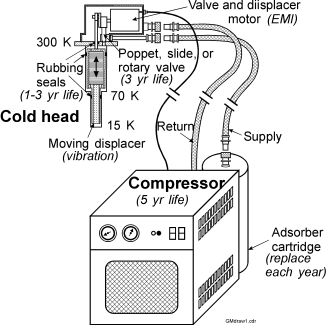 Valve and diisplacer
motor (EMI)
300 K
Poppet, slide, or
rotary valve
(3 yr life)
Rubbing
seals
(1-3 yr life)
70 K
Cold head
15 K
Moving displacer
(vibration)
Return
Supply
Compressor
(5 yr life)
Adsorber
cartridge
(replace
each year)
GMdraw1.cdr